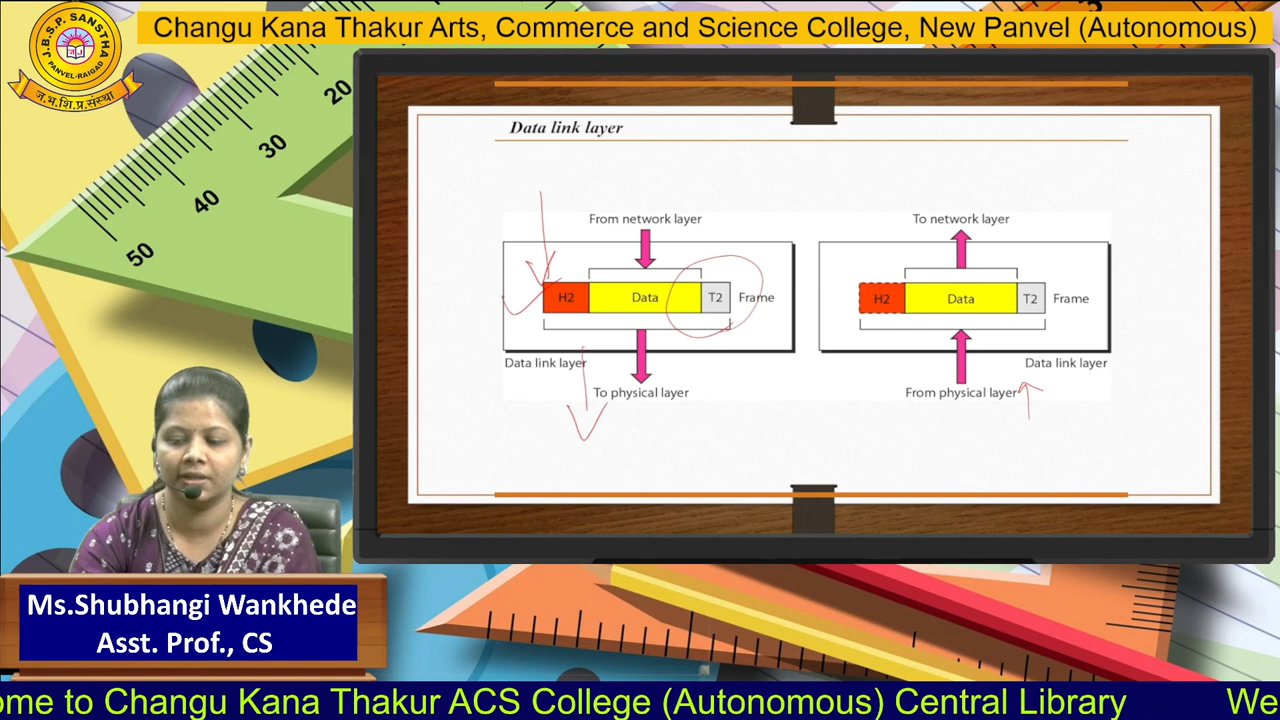 Changu Kana Thakur Arts, Commerce and Science College, New Panvel (Autonomous)
J.B.S.P. SANSTHA
PANVEL-RAIGAD
ज.भ.शि.प्र.संस्था
20
30
40
50
Data link layer
From network layer
H2
Data
T2
Frame
Data link layer
To physical layer
To network layer
H2
Data
T2
Frame
Data link layer
From physical layer
Ms.Shubhangi Wankhede
Asst. Prof., CS
ome to Changu Kana Thakur ACS College (Autonomous) Central Library We